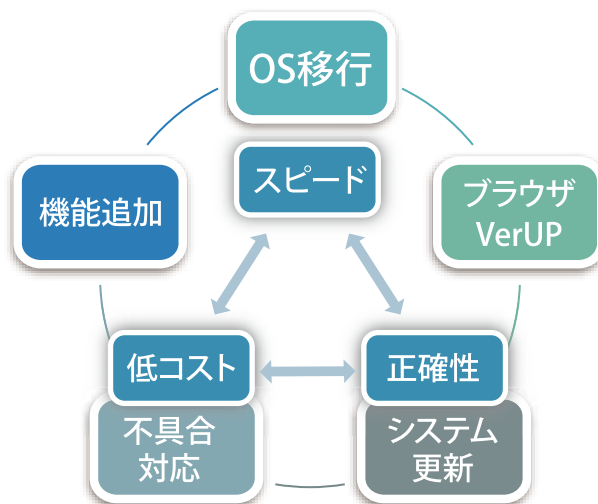 OS移行
スピード
機能追加
ブラウザ
VerUP
低コスト
正確性
不具合
対応
システム
更新